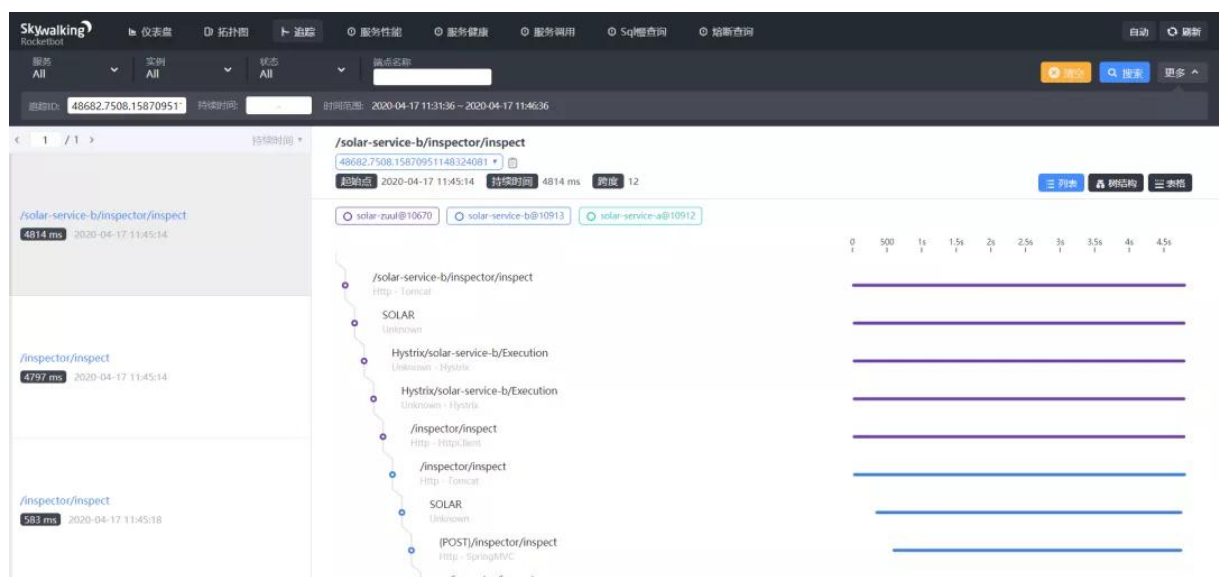 Skywalking
Rocketbot
仪表盘 拓扑图 追踪 服务性能 服务健康 服务调用 Sql慢查询 熔断查询 自动 刷新
服务 实例 状态 端点名称
All All All
清空 搜索 更多
追踪ID: 48682.7508.15870951 持续时间: - 时间范围: 2020-04-17 11:31:36 ~ 2020-04-17 11:46:36
1 / 1 持续时间
/solar-service-b/inspector/inspect
4814 ms 2020-04-17 11:45:14
/inspector/inspect
4797 ms 2020-04-17 11:45:14
/inspector/inspect
583 ms 2020-04-17 11:45:18
/solar-service-b/inspector/inspect
48682.7508.15870951148324081
起始点 2020-04-17 11:45:14 持续时间 4814 ms 跨度 12
列表 树结构 表格
solar-zuul@10670 solar-service-b@10913 solar-service-a@10912
0 500 1s 1.5s 2s 2.5s 3s 3.5s 4s 4.5s
/solar-service-b/inspector/inspect
Http - Tomcat
SOLAR
Unknown
Hystrix/solar-service-b/Execution
Unknown - Hystrix
Hystrix/solar-service-b/Execution
Unknown - Hystrix
/inspector/inspect
Http - HttpClient
/inspector/inspect
Http - Tomcat
SOLAR
Unknown
{POST}/inspector/inspect
Http - SpringMVC